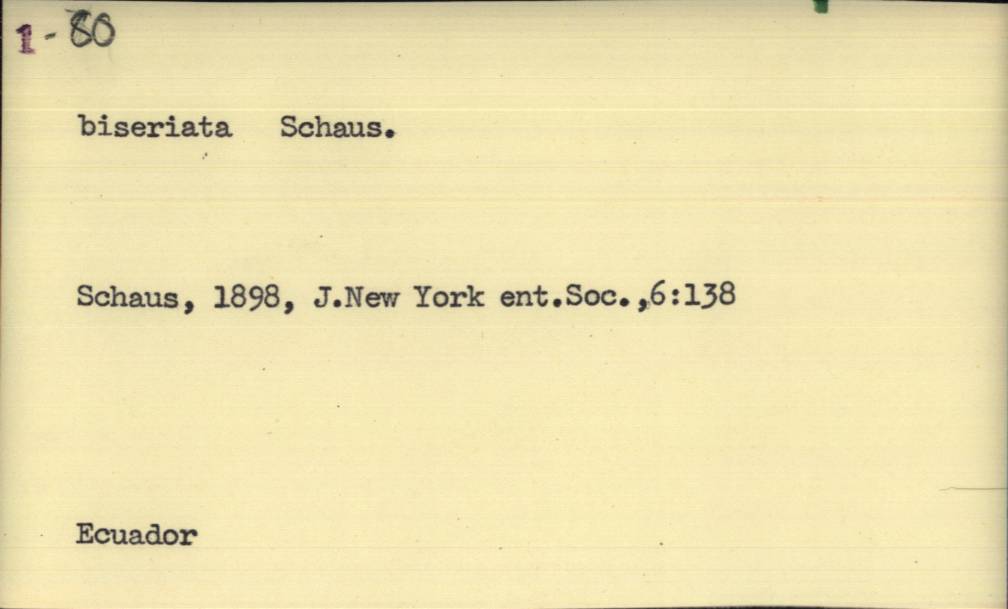 1-80
biseriata Schaus.
Schaus, 1898, J.New York ent.Soc.,6:138
Ecuador